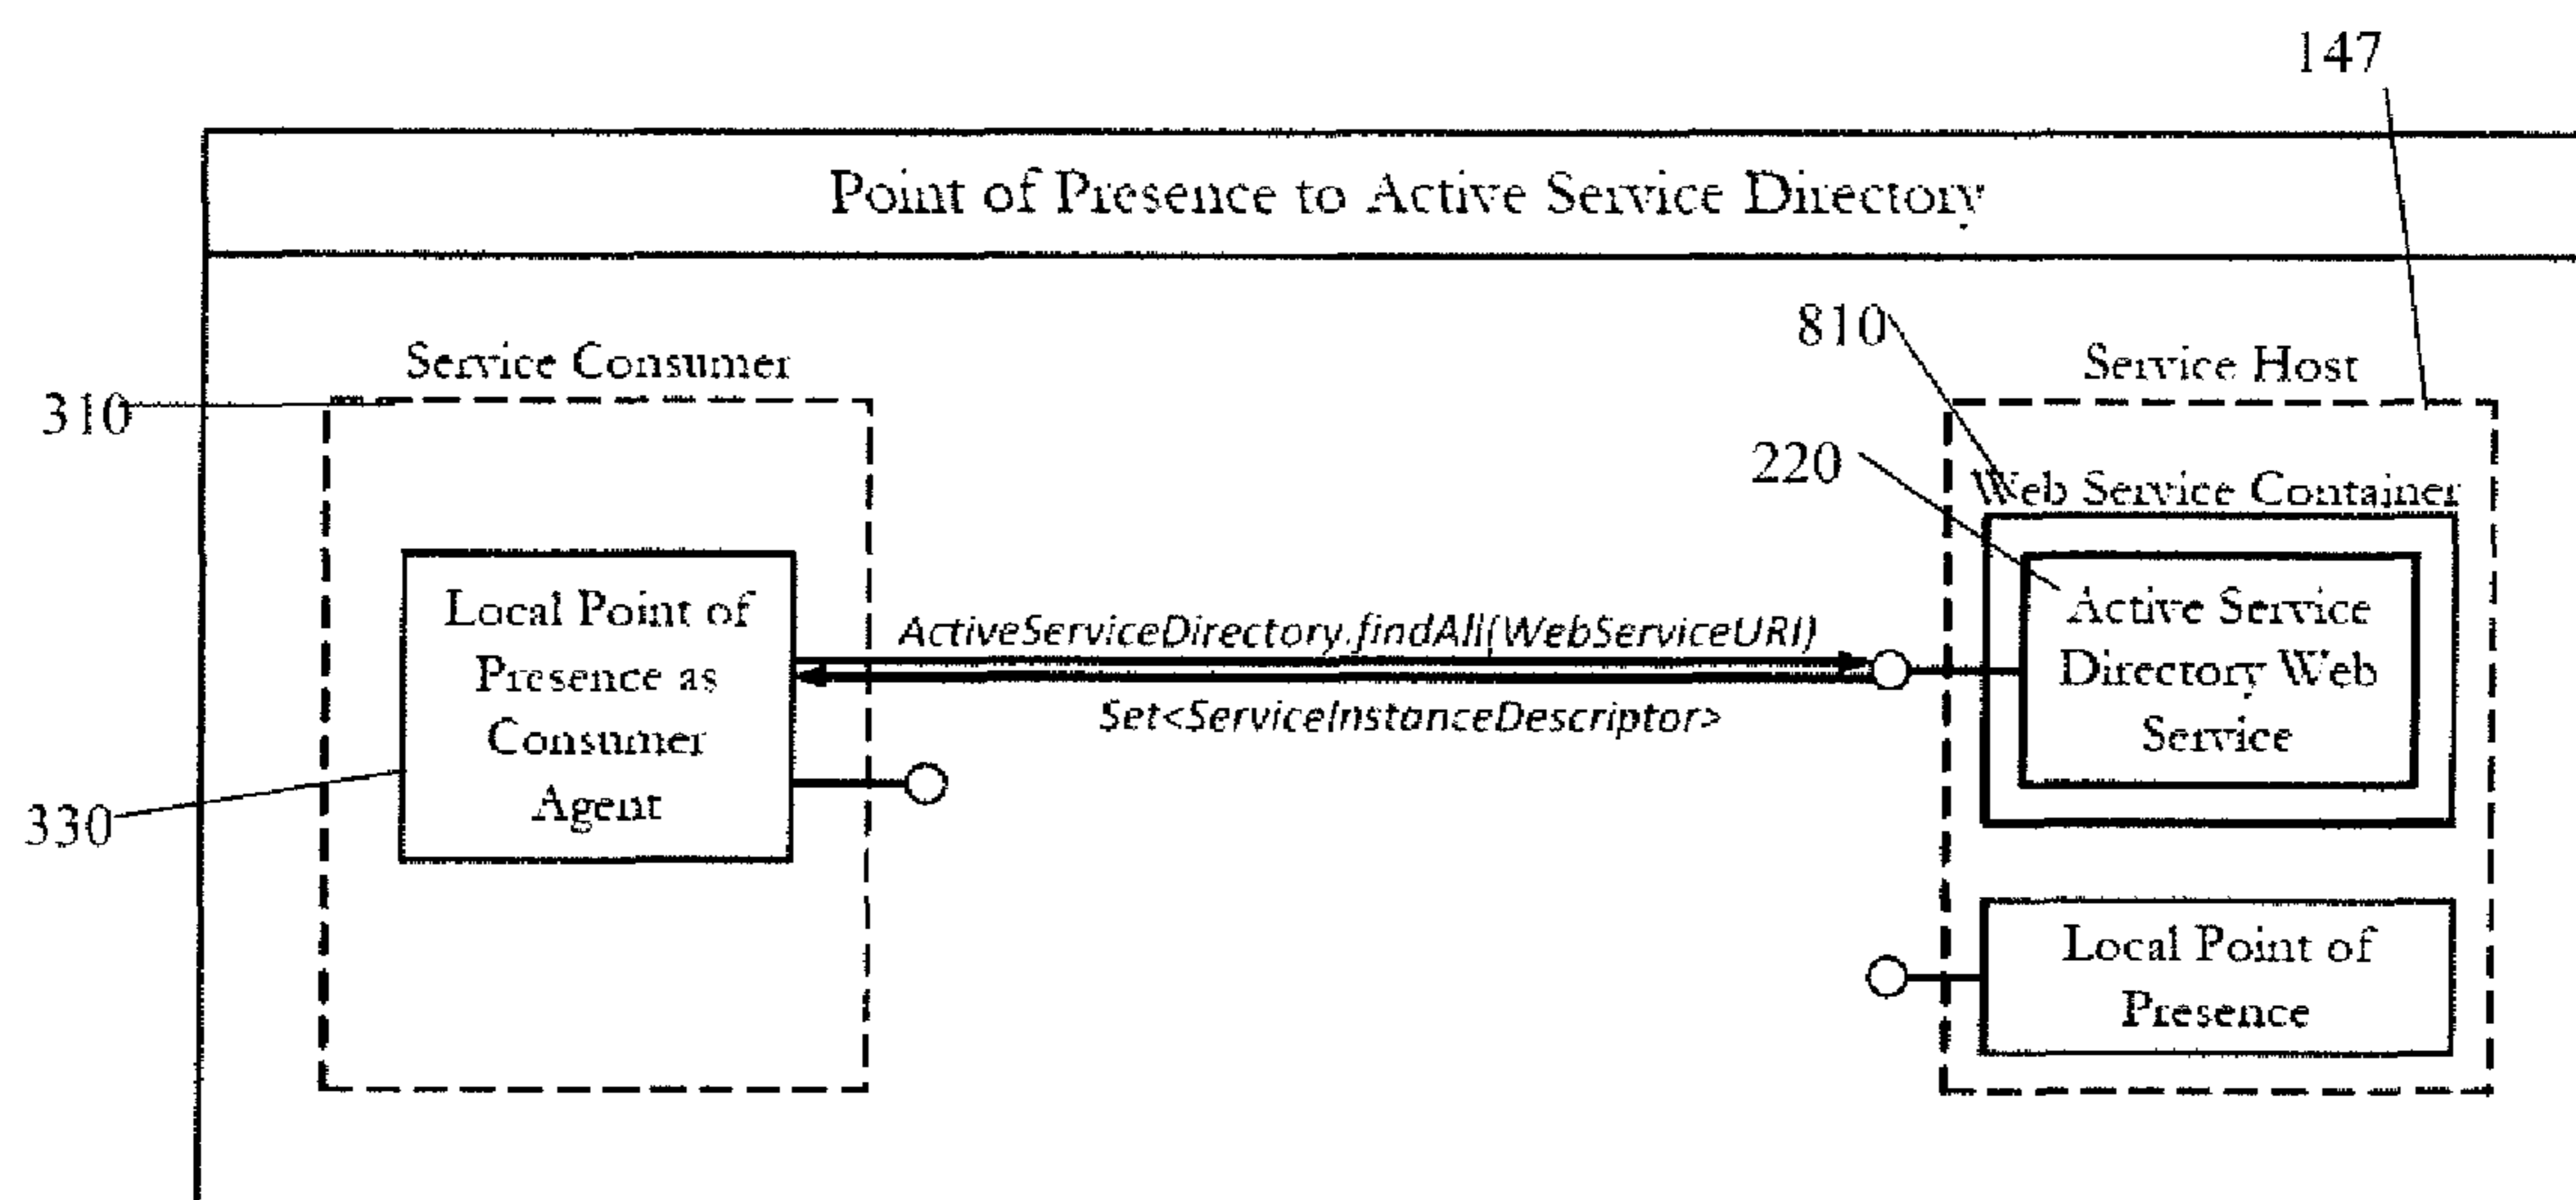 147
Point of Presence to Active Service Directory
810
Service Consumer
Service Host
310
220
Web Service Container
Local Point of
Presence as
Consumer
Agent
ActiveServiceDirectory.findAll(WebServiceURI)
Set<ServiceInstanceDescriptor>
Active Service
Directory Web
Service
330
Local Point of
Presence